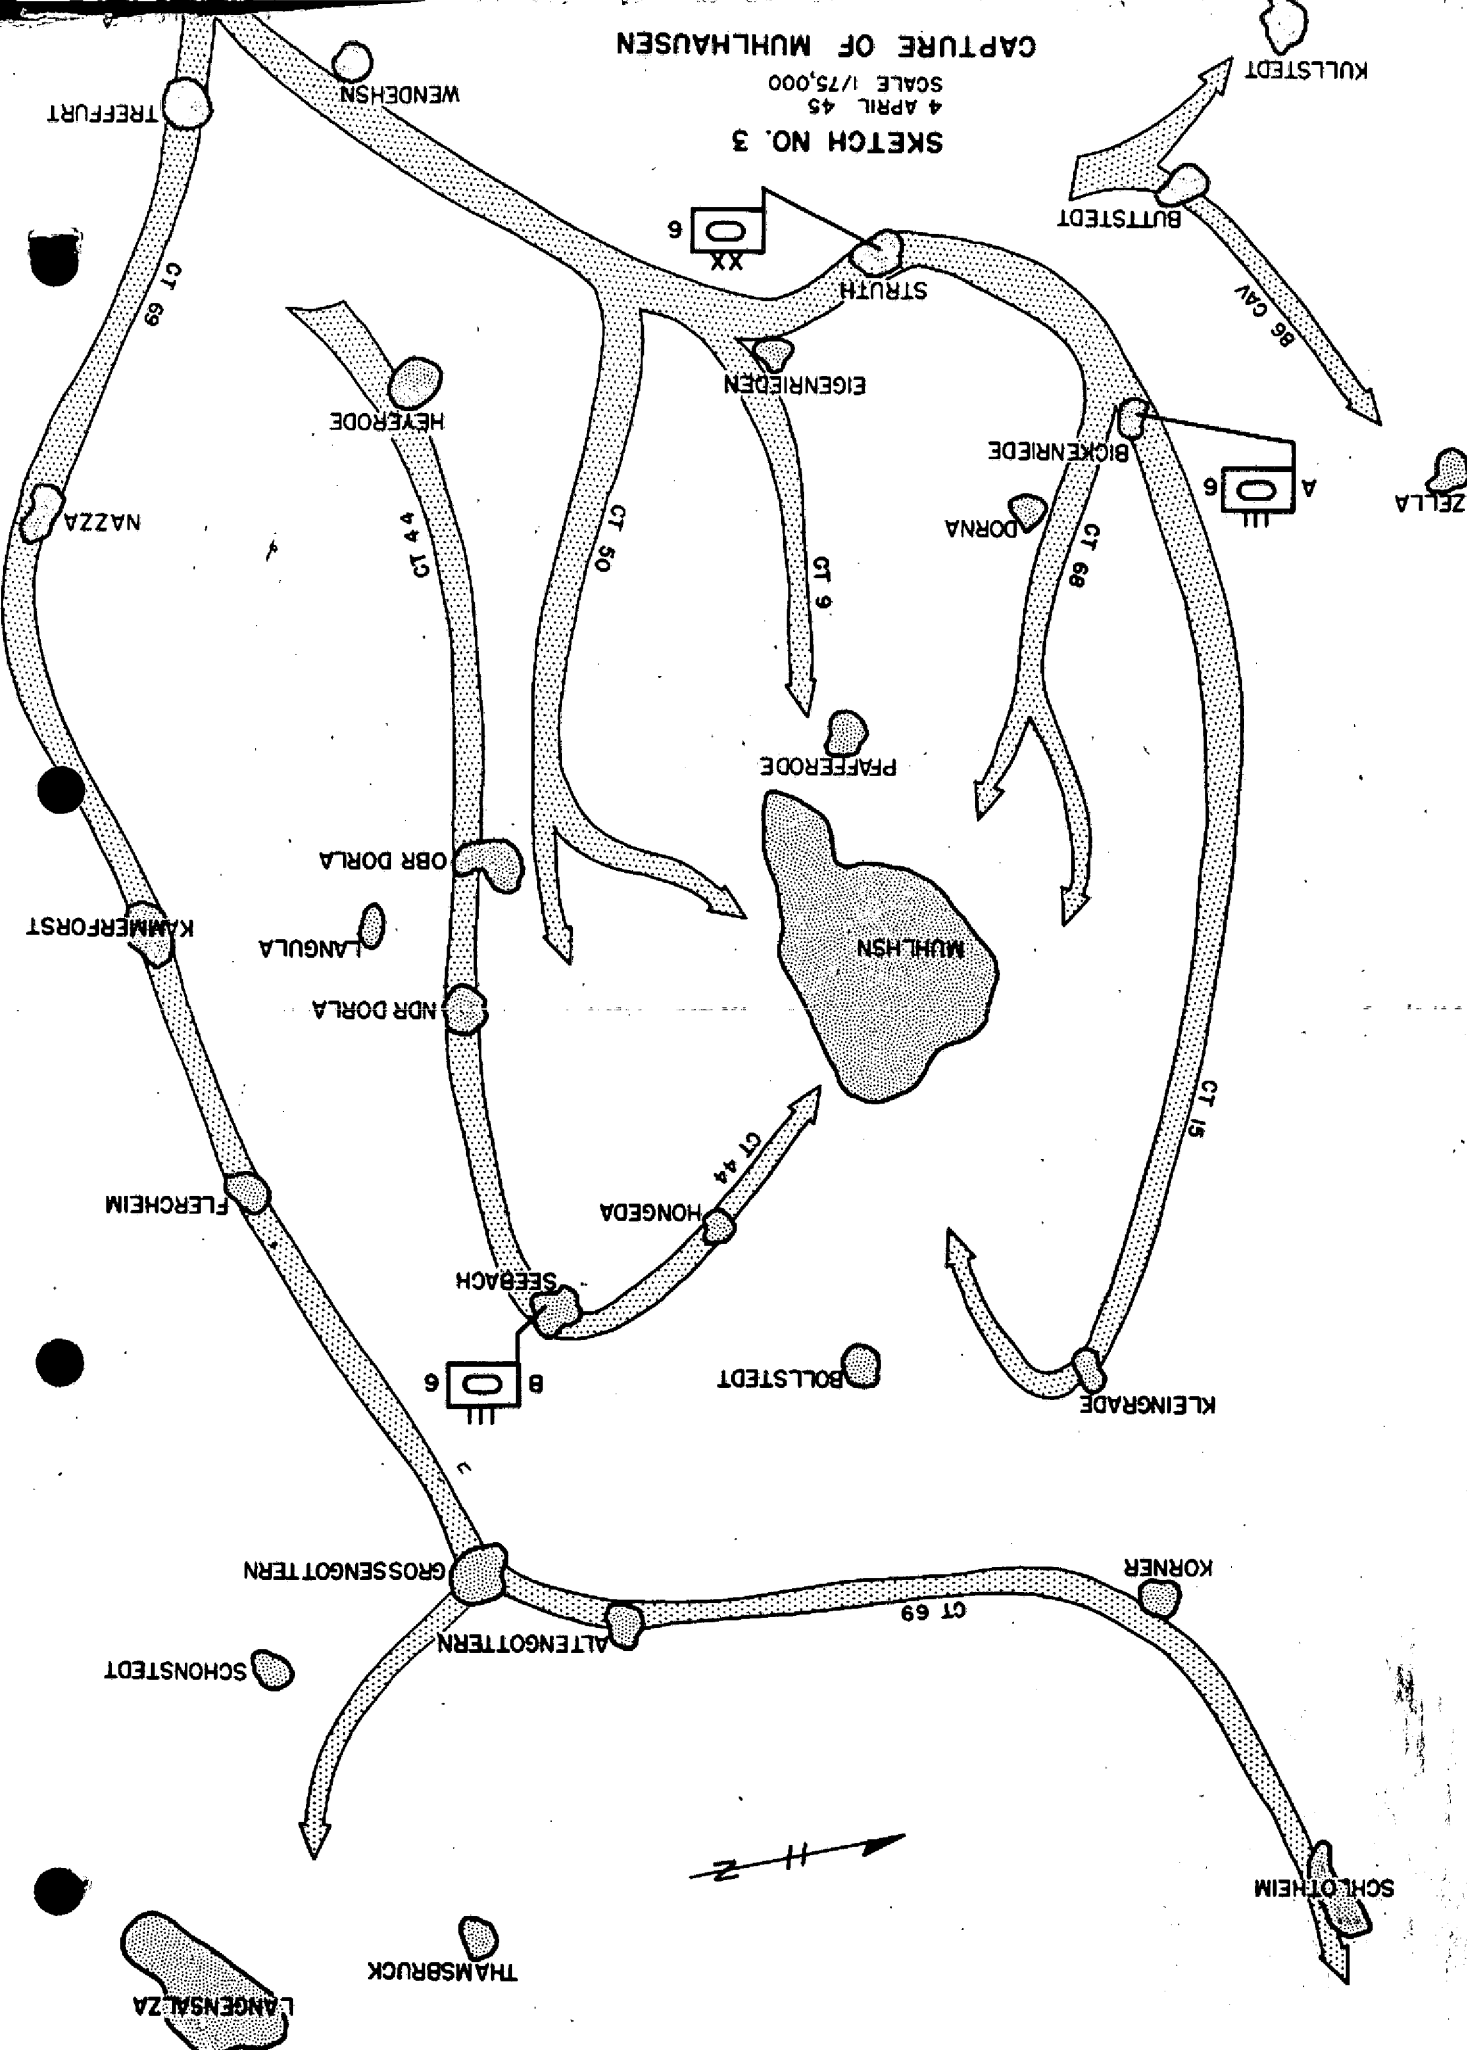 LANGENSALZA
THAMSBRUCK
SCHLOTHEIM
N
SCHONSTEDT
ALTENGOTTERN
CT 69
GROSSENGOTTERN
KORNER
KLEINGRADE
B 6
BOLLSTEDT
SEEBACH
HONGEDA
FLERCHEIM
CT 44
CT 15
NDR DORLA
MUHLHSN
LANGULA
KAMMERFORST
OBR DORLA
PFAFFERODE
CT 9
CT 68
CT 44
CT 50
DORNA
NAZZA
ZELLA
A 6
BICKENRIEDE
HEYERODE
EIGENRIEDEN
86 CAV
CT 69
STRUTH
XX
6
BUTTSTEDT
SKETCH NO. 3
4 APRIL 45
SCALE 1/75,000
CAPTURE OF MUHLHAUSEN
TREFFURT
WENDEHSN
KULLSTEDT